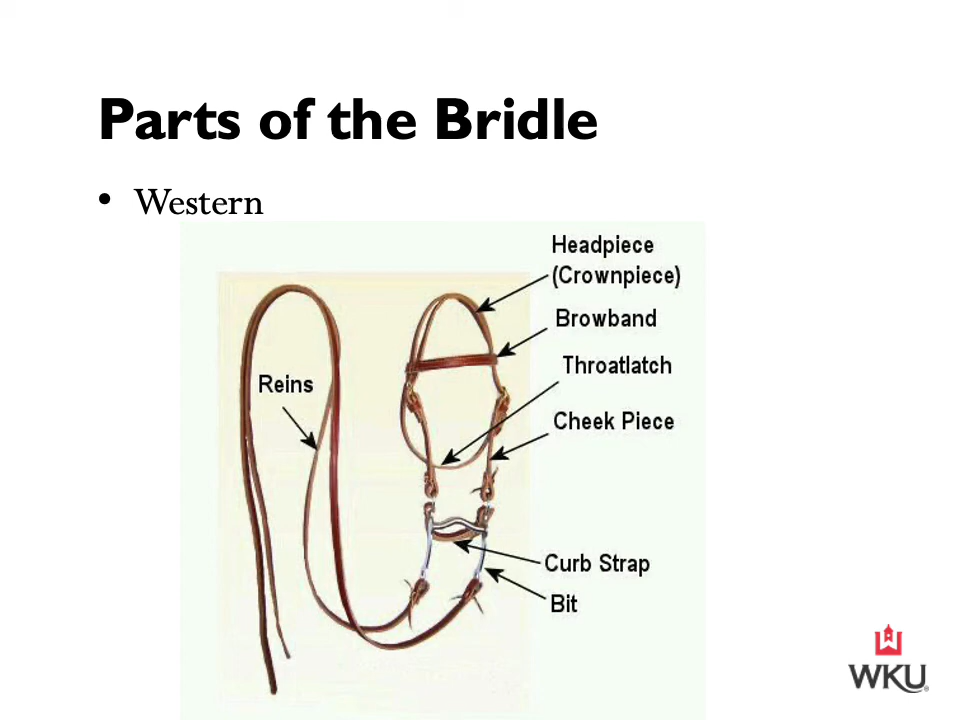 Parts of the Bridle
• Western
Headpiece
(Crownpiece)
Browband
Throatlatch
Reins
Cheek Piece
Curb Strap
Bit
WKU®